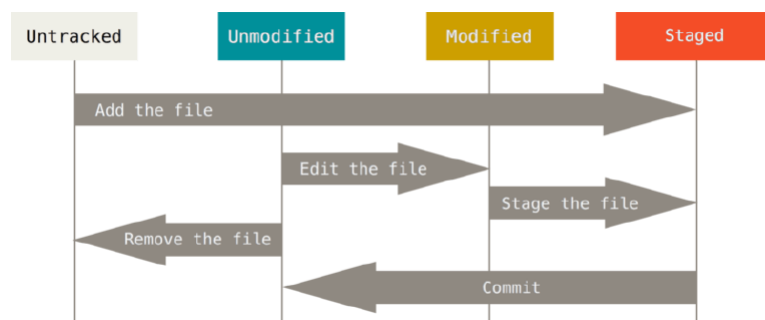 Untracked
Unmodified
Modified
Staged
Add the file
Edit the file
Stage the file
Remove the file
Commit